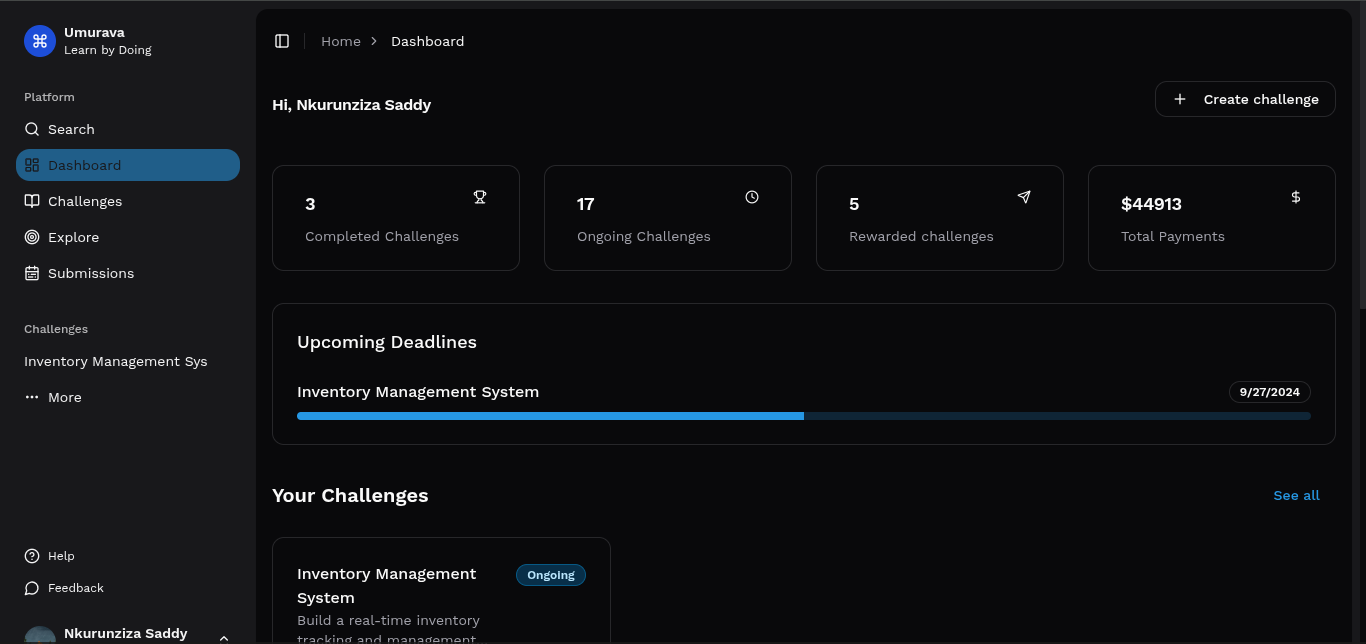 Umurava
Learn by Doing
Platform
Search
Dashboard
Challenges
Explore
Submissions
Challenges
Inventory Management Sys
More
Help
Feedback
Nkurunziza Saddy
Home > Dashboard
Hi, Nkurunziza Saddy
Create challenge
3
Completed Challenges
17
Ongoing Challenges
5
Rewarded challenges
$44913
Total Payments
Upcoming Deadlines
Inventory Management System
9/27/2024
Your Challenges
See all
Inventory Management
System
Ongoing
Build a real-time inventory
tracking and management